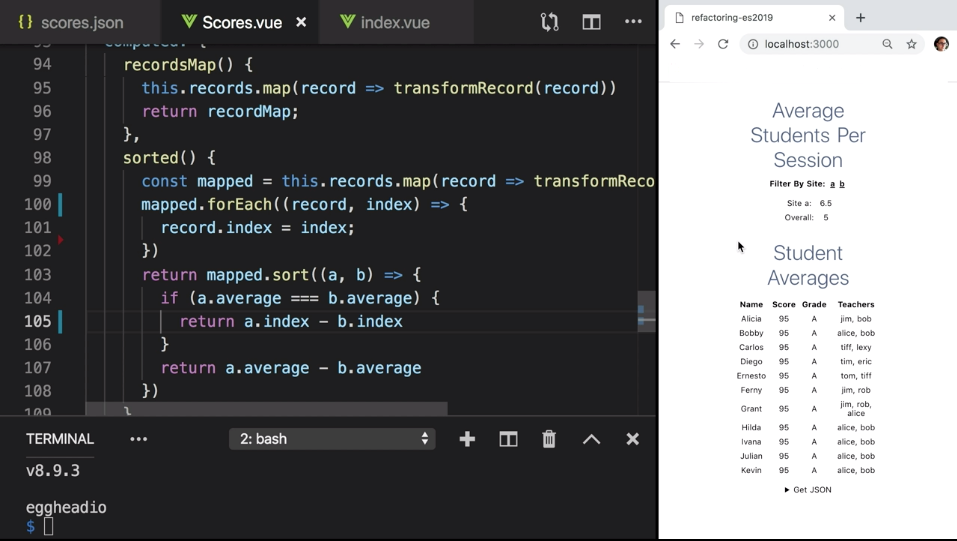 {} scores.json
Scores.vue ×
index.vue
refactoring-es2019 × +
localhost:3000
93 computed: {
94 recordsMap() {
95 this.records.map(record => transformRecord(record))
96 return recordMap;
97 },
98 sorted() {
99 const mapped = this.records.map(record => transformReco
100 mapped.forEach((record, index) => {
101 record.index = index;
102 })
103 return mapped.sort((a, b) => {
104 if (a.average === b.average) {
105 return a.index - b.index
106 }
107 return a.average - b.average
108 })
109 }
TERMINAL ••• 2: bash
v8.9.3
eggheadio
$
Average
Students Per
Session
Filter By Site: a b
Site a: 6.5
Overall: 5
Student
Averages
Name Score Grade Teachers
Alicia 95 A jim, bob
Bobby 95 A alice, bob
Carlos 95 A tiff, lexy
Diego 95 A tim, eric
Ernesto 95 A tom, tiff
Ferny 95 A jim, rob
Grant 95 A jim, rob,
alice
Hilda 95 A alice, bob
Ivana 95 A alice, bob
Julian 95 A alice, bob
Kevin 95 A alice, bob
▶ Get JSON